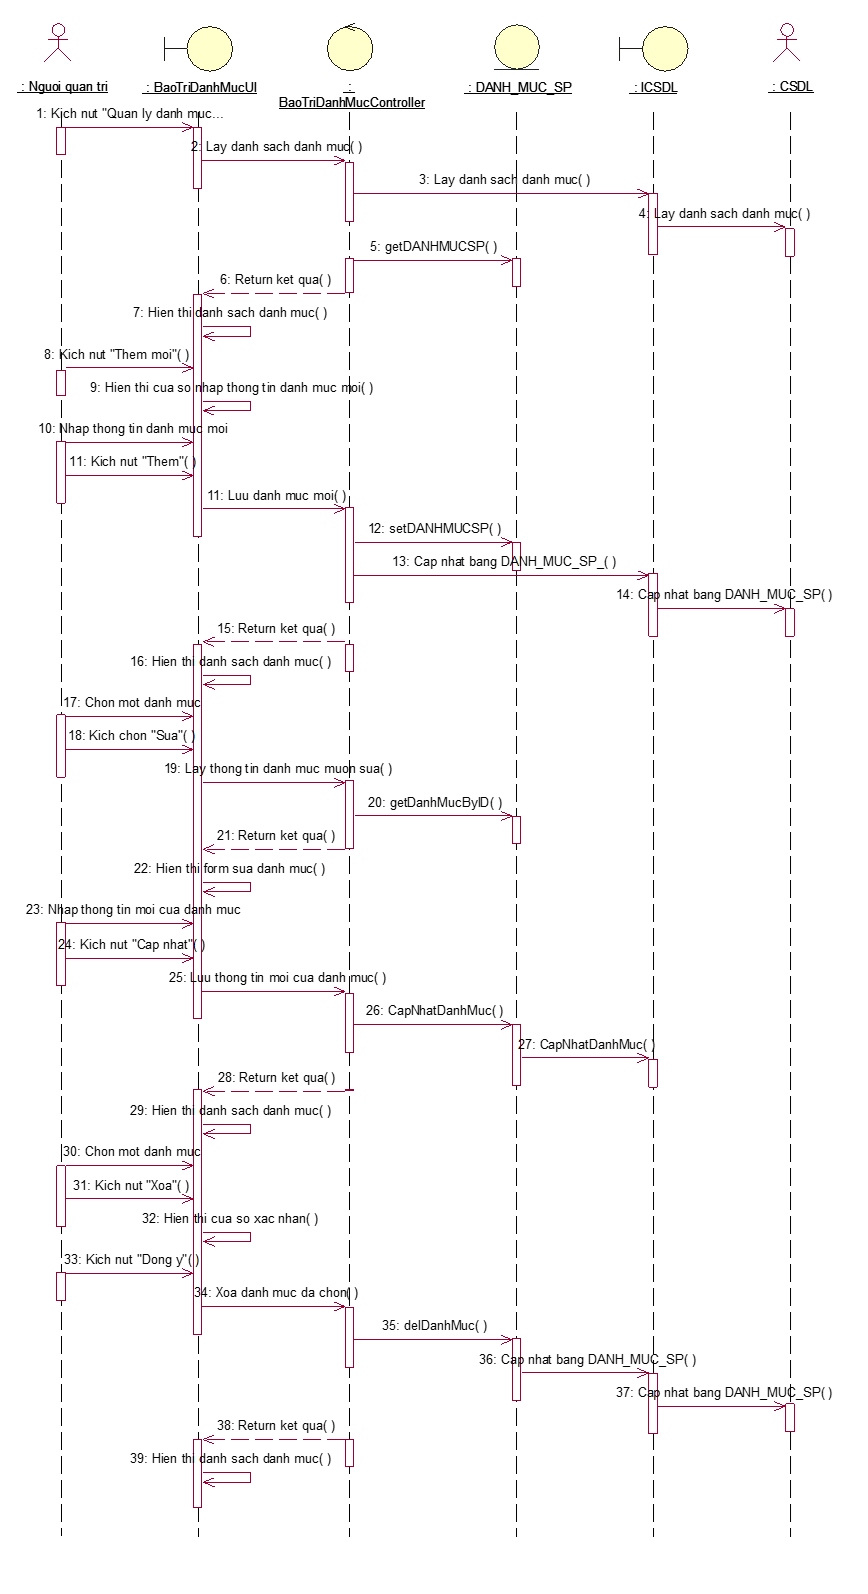 : Nguoi quan tri
: BaoTriDanhMucUI
:
BaoTriDanhMucController
: DANH_MUC_SP
: ICSDL
: CSDL
1: Kich nut "Quan ly danh muc...
2: Lay danh sach danh muc( )
3: Lay danh sach danh muc( )
4: Lay danh sach danh muc( )
5: getDANHMUCSP( )
6: Return ket qua( )
7: Hien thi danh sach danh muc( )
8: Kich nut "Them moi"( )
9: Hien thi cua so nhap thong tin danh muc moi( )
10: Nhap thong tin danh muc moi
11: Kich nut "Them"( )
11: Luu danh muc moi( )
12: setDANHMUCSP( )
13: Cap nhat bang DANH_MUC_SP_( )
14: Cap nhat bang DANH_MUC_SP( )
15: Return ket qua( )
16: Hien thi danh sach danh muc( )
17: Chon mot danh muc
18: Kich chon "Sua"( )
19: Lay thong tin danh muc muon sua( )
20: getDanhMucByID( )
21: Return ket qua( )
22: Hien thi form sua danh muc( )
23: Nhap thong tin moi cua danh muc
24: Kich nut "Cap nhat"( )
25: Luu thong tin moi cua danh muc( )
26: CapNhatDanhMuc( )
27: CapNhatDanhMuc( )
28: Return ket qua( )
29: Hien thi danh sach danh muc( )
30: Chon mot danh muc
31: Kich nut "Xoa"( )
32: Hien thi cua so xac nhan( )
33: Kich nut "Dong y"( )
34: Xoa danh muc da chon( )
35: delDanhMuc( )
36: Cap nhat bang DANH_MUC_SP( )
37: Cap nhat bang DANH_MUC_SP( )
38: Return ket qua( )
39: Hien thi danh sach danh muc( )